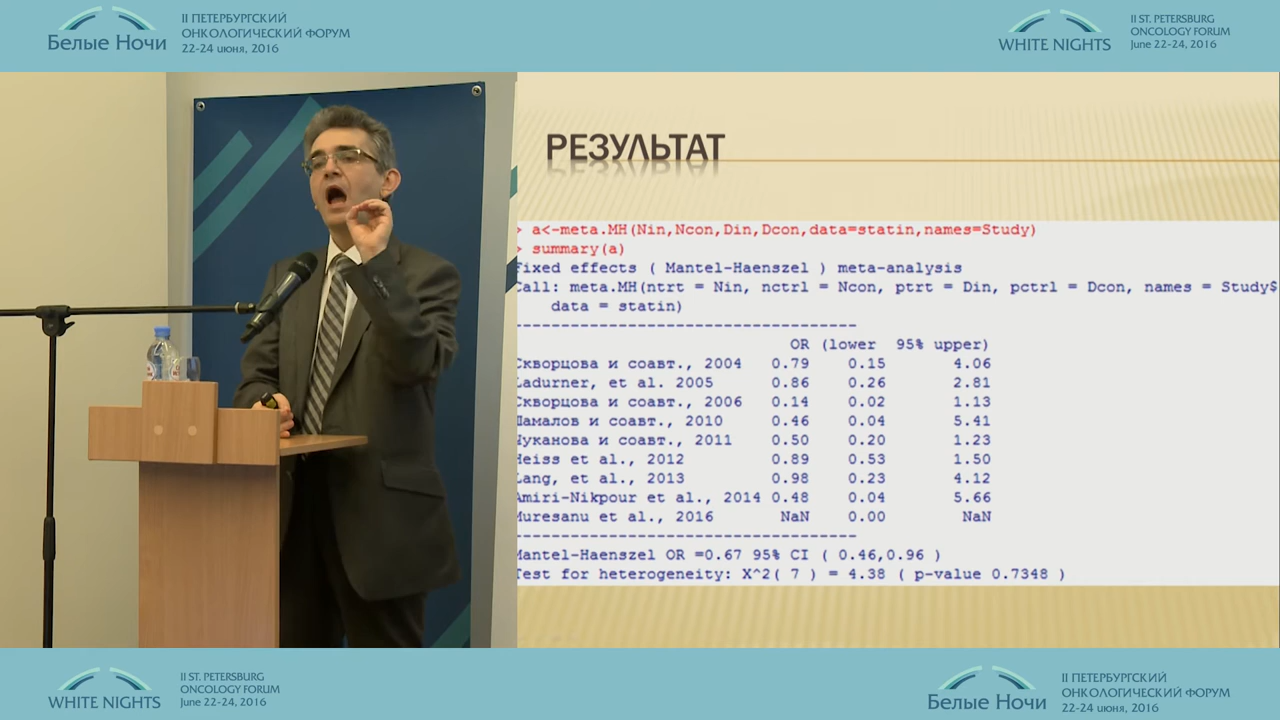 II ПЕТЕРБУРГСКИЙ
ОНКОЛОГИЧЕСКИЙ ФОРУМ
22-24 июня, 2016
Белые Ночи
II ST. PETERSBURG
ONCOLOGY FORUM
June 22-24, 2016
WHITE NIGHTS
РЕЗУЛЬТАТ
> a<-meta.MH(Nin,Ncon,Din,Dcon,data=statin,names=Study)
> summary(a)
Fixed effects ( Mantel-Haenszel ) meta-analysis
Call: meta.MH(ntrt = Nin, nctrl = Ncon, ptrt = Din, pctrl = Dcon, names = Study$
data = statin)
------------------------------------
OR (lower 95% upper)
Скворцова и соавт., 2004 0.79 0.15 4.06
Ladurner, et al. 2005 0.86 0.26 2.81
Скворцова и соавт., 2006 0.14 0.02 1.13
Шамалов и соавт., 2010 0.46 0.04 5.41
и соавт., 2011 0.50 0.20 1.23
Heiss et al., 2012 0.89 0.53 1.50
Lang, et al., 2013 0.98 0.23 4.12
Amiri-Nikpour et al., 2014 0.48 0.04 5.66
Muresanu et al., 2016 NaN 0.00 NaN
------------------------------------
Mantel-Haenszel OR =0.67 95% CI ( 0.46,0.96 )
Test for heterogeneity: X^2( 7 ) = 4.38 ( p-value 0.7348 )
II ST. PETERSBURG
ONCOLOGY FORUM
June 22-24, 2016
WHITE NIGHTS
II ПЕТЕРБУРГСКИЙ
ОНКОЛОГИЧЕСКИЙ ФОРУМ
22-24 июня, 2016
Белые Ночи